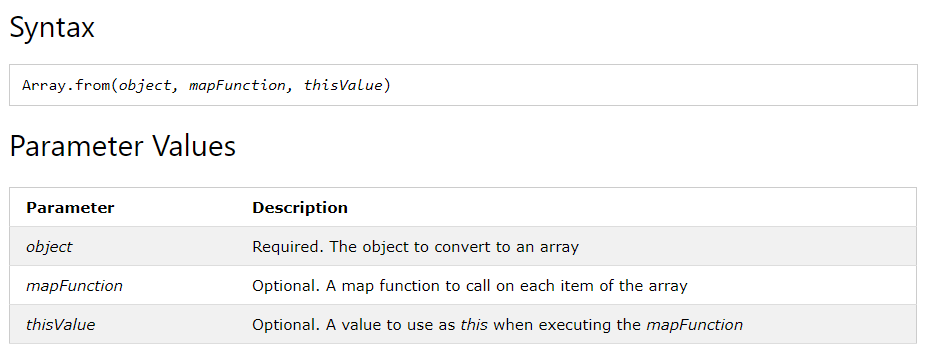 Syntax
Array.from(object, mapFunction, thisValue)
Parameter Values
Parameter Description
object Required. The object to convert to an array
mapFunction Optional. A map function to call on each item of the array
thisValue Optional. A value to use as this when executing the mapFunction